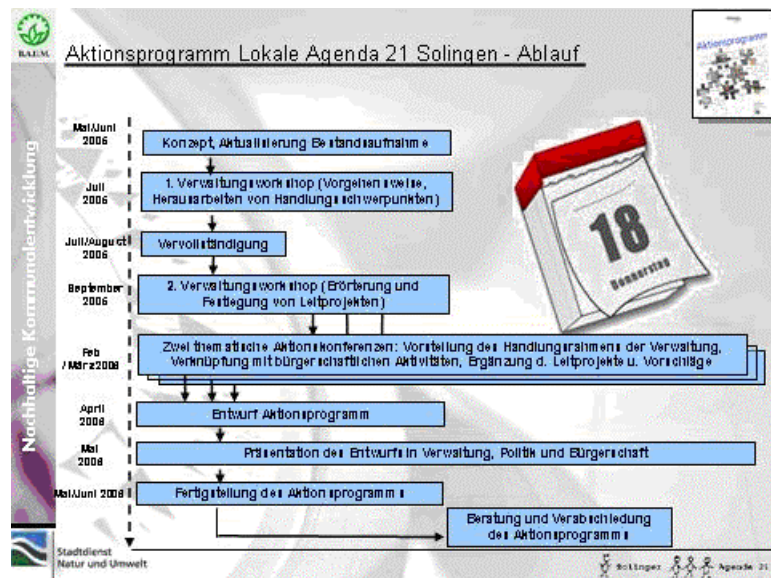 B.A.U.M.
Aktionsprogramm Lokale Agenda 21 Solingen - Ablauf
Aktionsprogramm
Nachhaltige Kommunalentwicklung
Mai/Juni
2006
Konzept, Aktualisierung Bestandsaufnahme
Juli
2006
1. Verwaltungsworkshop (Vorgehensweise,
Herausarbeiten von Handlungsschwerpunkten)
Juli/August
2006
Vervollständigung
September
2006
2. Verwaltungsworkshop (Erörterung und
Festlegung von Leitprojekten)
18
Donnerstag
Feb
/ März2008
Zwei thematische Aktionskonferenzen: Vorstellung des Handlungsrahmens der Verwaltung,
Verknüpfung mit bürgerschaftlichen Aktivitäten, Ergänzung d. Leitprojekte u. Vorschläge
April
2008
Entwurf Aktionsprogramm
Mai
2008
Präsentation des Entwurfs in Verwaltung, Politik und Bürgerschaft
Mai/Juni 2008
Fertigstellung des Aktionsprogramms
Beratung und Verabschiedung
des Aktionsprogramms
Stadtdienst
Natur und Umwelt
Solinger Agenda 21